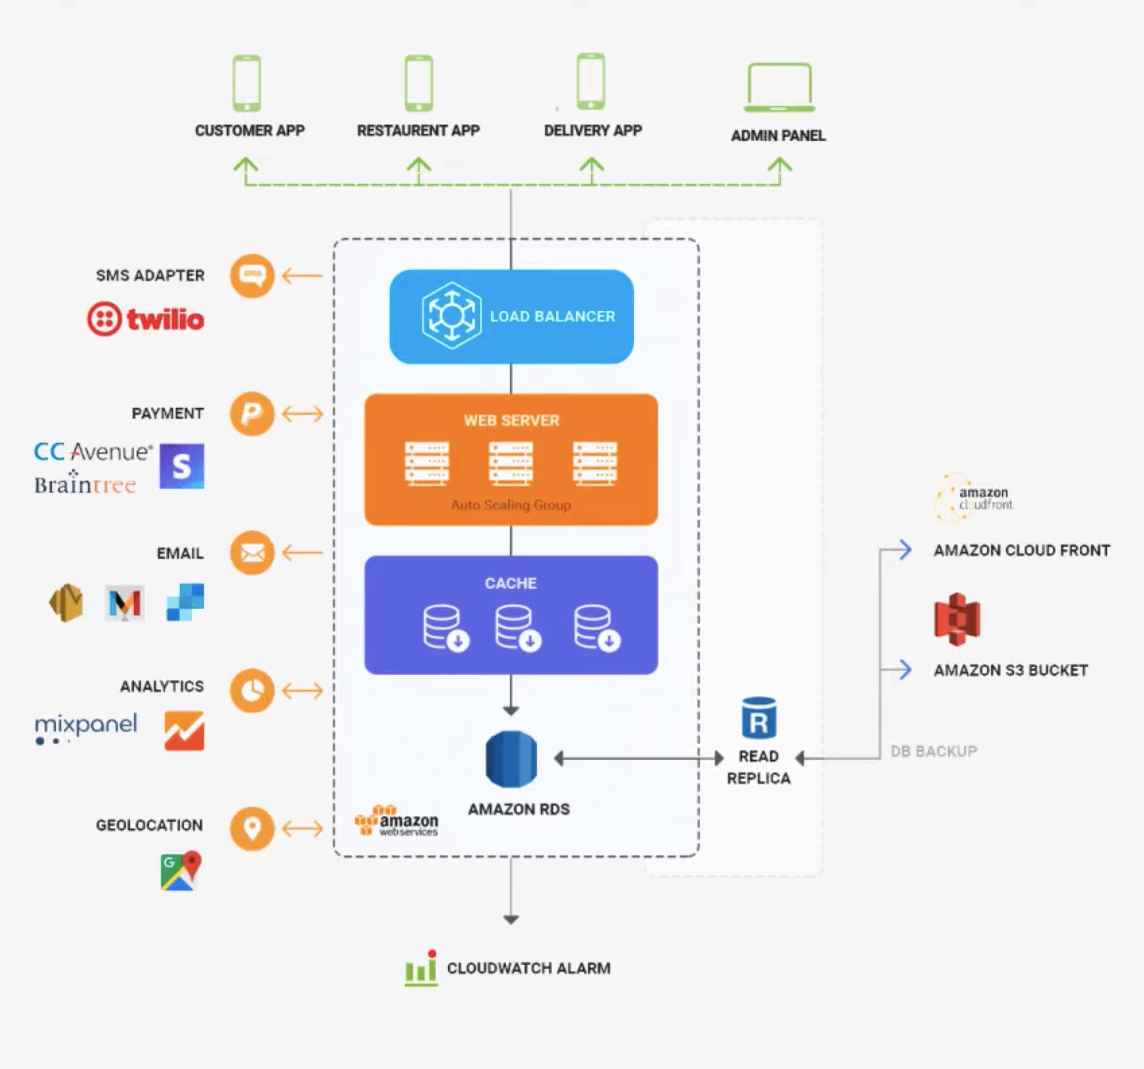 CUSTOMER APP
RESTAURENT APP
DELIVERY APP
ADMIN PANEL
SMS ADAPTER
sms
twilio
LOAD BALANCER
PAYMENT
P
CC Avenue®
S
Braintree
WEB SERVER
Auto Scaling Group
EMAIL
M
CACHE
ANALYTICS
mixpanel
GEOLOCATION
G
AMAZON RDS
amazon
webservices
R
READ
REPLICA
DB BACKUP
amazon
cloudfront
AMAZON CLOUD FRONT
AMAZON S3 BUCKET
CLOUDWATCH ALARM